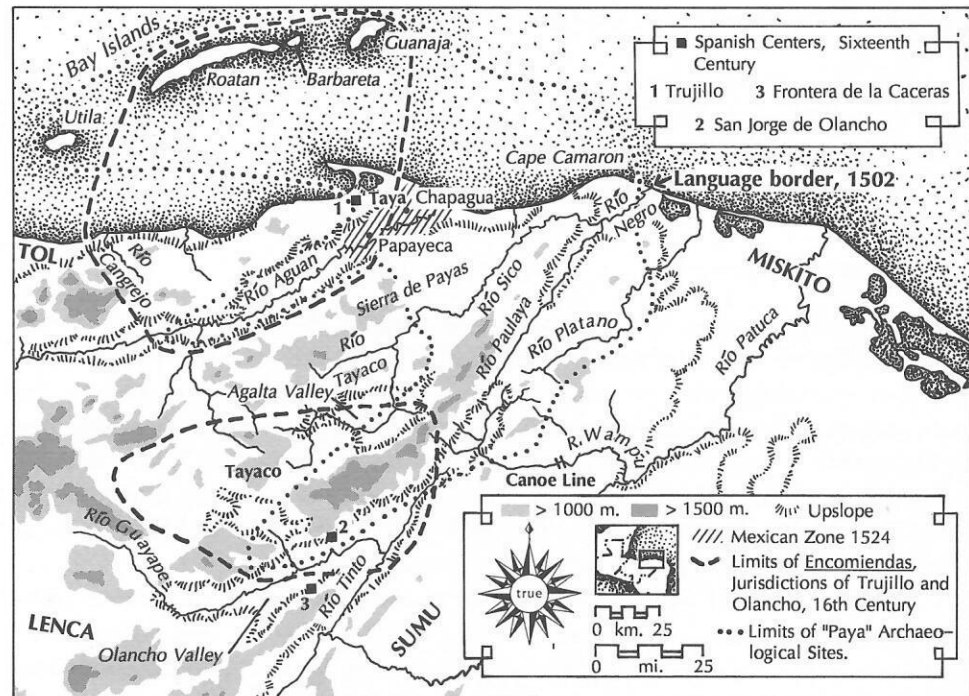 Bay Islands
Guanaja
Roatan
Barbareta
Utila
■ Spanish Centers, Sixteenth
Century
1 Trujillo 3 Frontera de la Caceras
2 San Jorge de Olancho
Cape Camaron
Language border, 1502
1
Taya
Chapagua
Papayeca
TOL
Río
Cangrejo
Río Aguan
Sierra de Payas
Río Sico
Río
Negro
Río Paulaya
Río Platano
MISKITO
Río Patuca
Río
Tayaco
Agalta Valley
Tayaco
R. Wampu
Canoe Line
Río Guayape
2
3
Río Tinto
LENCA
Olancho Valley
SUMU
> 1000 m. > 1500 m. Upslope
Mexican Zone 1524
Limits of Encomiendas,
Jurisdictions of Trujillo and
Olancho, 16th Century
Limits of "Paya" Archaeo-
logical Sites.
true
0 km. 25
0 mi. 25